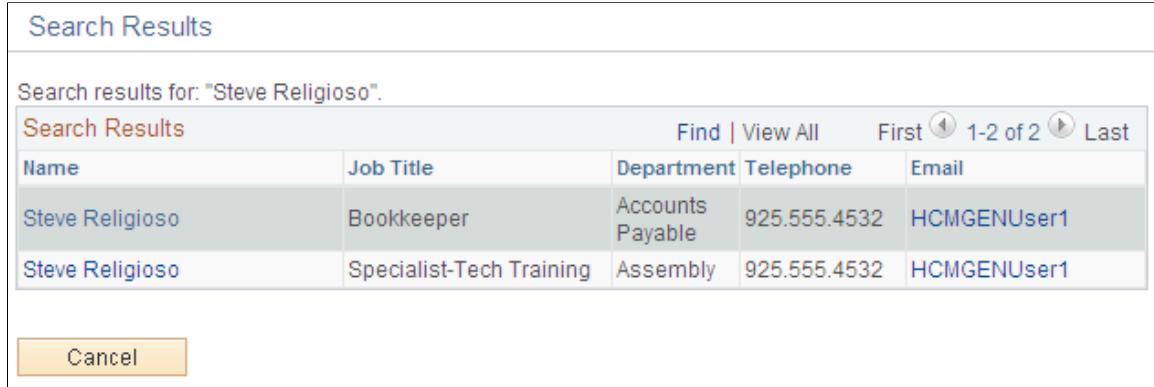 Search Results
Search results for: "Steve Religioso".
Search Results Find | View All First 1-2 of 2 Last
Name Job Title Department Telephone Email
Steve Religioso Bookkeeper Accounts Payable 925.555.4532 HCMGENUser1
Steve Religioso Specialist-Tech Training Assembly 925.555.4532 HCMGENUser1
Cancel